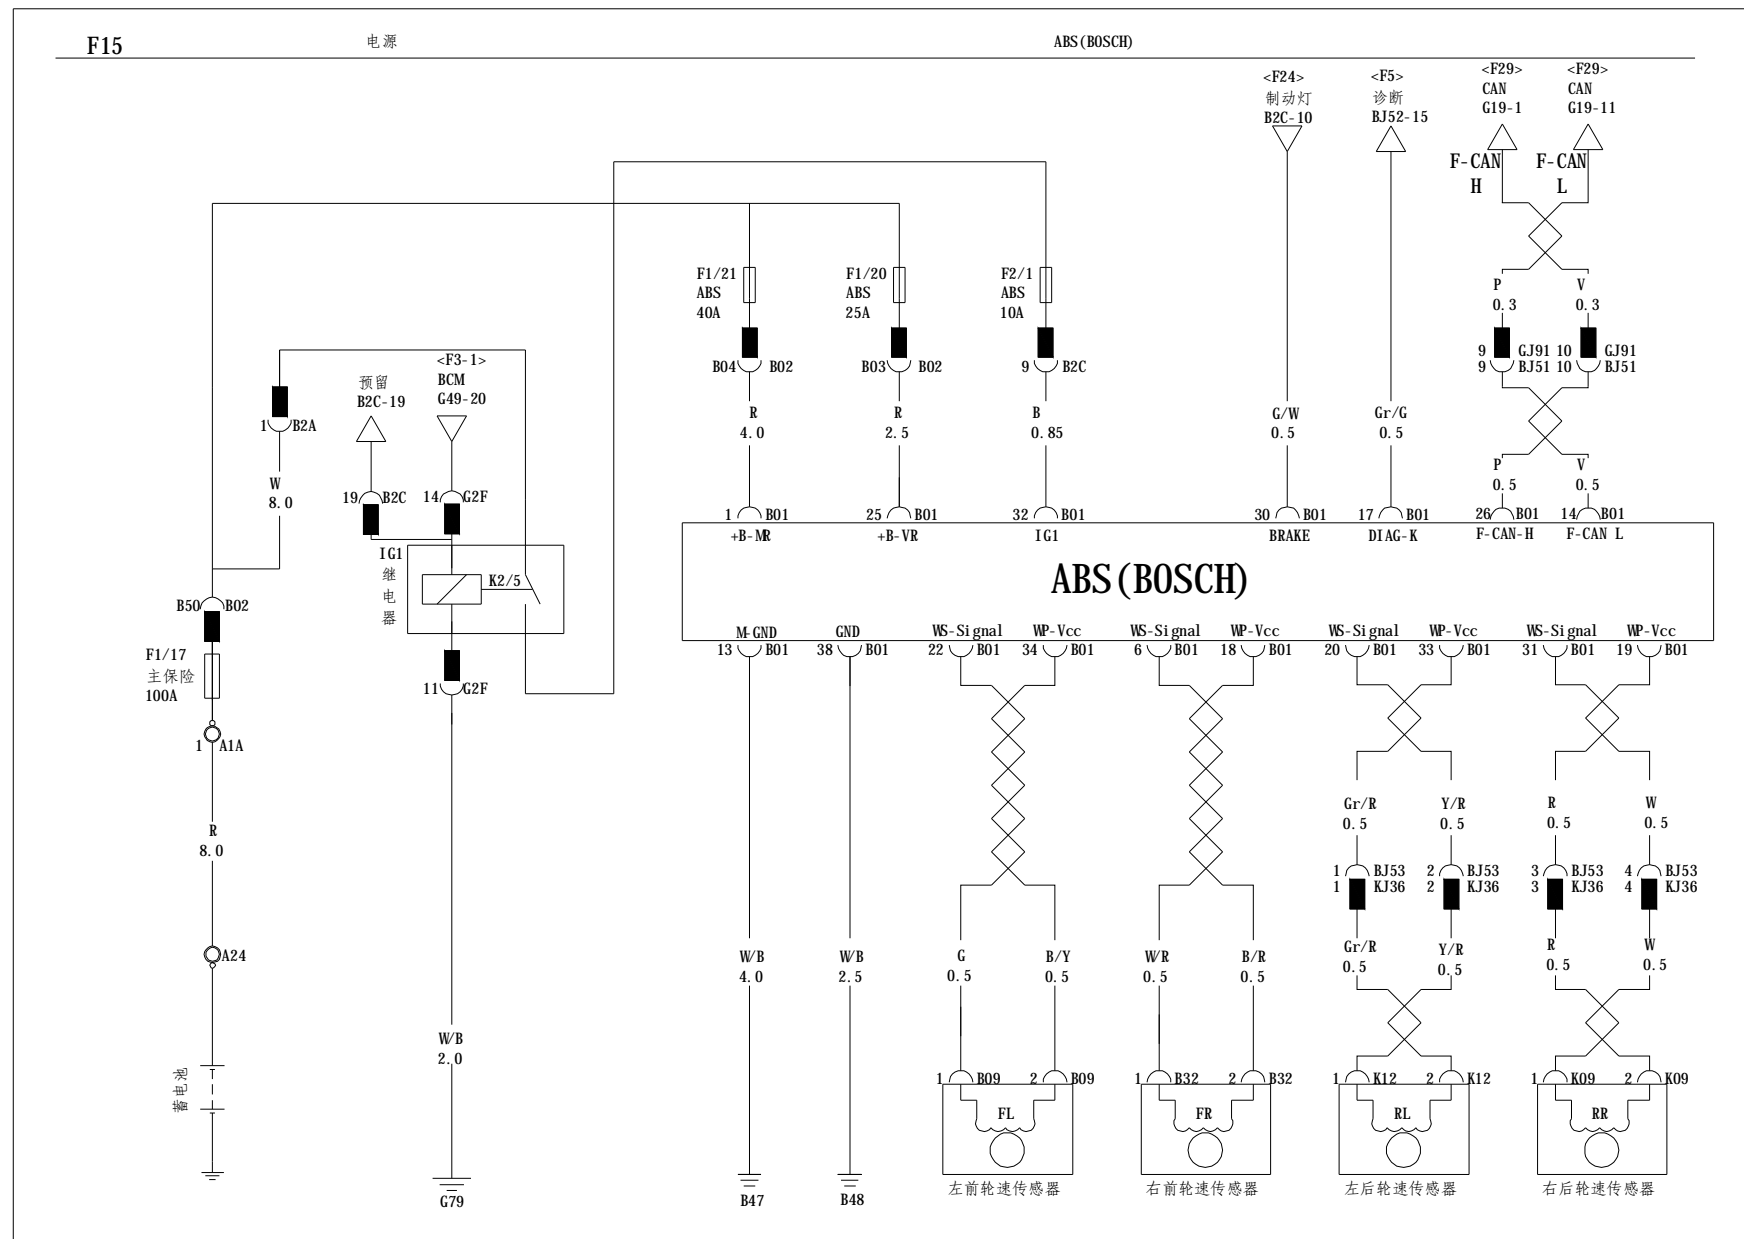 F15
电源
ABS(BOSCH)
<F24>
制动灯
B2C-10
<F5>
诊断
BJ52-15
<F29>
CAN
G19-1
<F29>
CAN
G19-11
F-CAN
H
F-CAN
L
F1/21
ABS
40A
F1/20
ABS
25A
F2/1
ABS
10A
P
0.3
V
0.3
9 GJ91
9 BJ51
10 GJ91
10 BJ51
B04 B02
B03 B02
9 B2C
预留
B2C-19
<F3-1>
BCM
G49-20
1 B2A
R
4.0
R
2.5
B
0.85
G/W
0.5
Gr/G
0.5
P
0.5
V
0.5
W
8.0
19 B2C
14 G2F
1 B01
25 B01
32 B01
30 B01
17 B01
26 B01
14 B01
+B-MR
+B-VR
IG1
BRAKE
DIAG-K
F-CAN-H
F-CAN L
ABS(BOSCH)
IG1
继
电
器
K2/5
B50 B02
F1/17
主保险
100A
11 G2F
M-GND
GND
WS-Signal
WP-Vcc
WS-Signal
WP-Vcc
WS-Signal
WP-Vcc
WS-Signal
WP-Vcc
13 B01
38 B01
22 B01
34 B01
6 B01
18 B01
20 B01
33 B01
31 B01
19 B01
1 A1A
R
8.0
A24
Gr/R
0.5
Y/R
0.5
R
0.5
W
0.5
1 BJ53
1 KJ36
2 BJ53
2 KJ36
3 BJ53
3 KJ36
4 BJ53
4 KJ36
W/B
4.0
W/B
2.5
G
0.5
B/Y
0.5
W/R
0.5
B/R
0.5
Gr/R
0.5
Y/R
0.5
R
0.5
W
0.5
W/B
2.0
蓄电池
1 B09
2 B09
1 B32
2 B32
1 K12
2 K12
1 K09
2 K09
FL
FR
RL
RR
左前轮速传感器
右前轮速传感器
左后轮速传感器
右后轮速传感器
G79
B47
B48